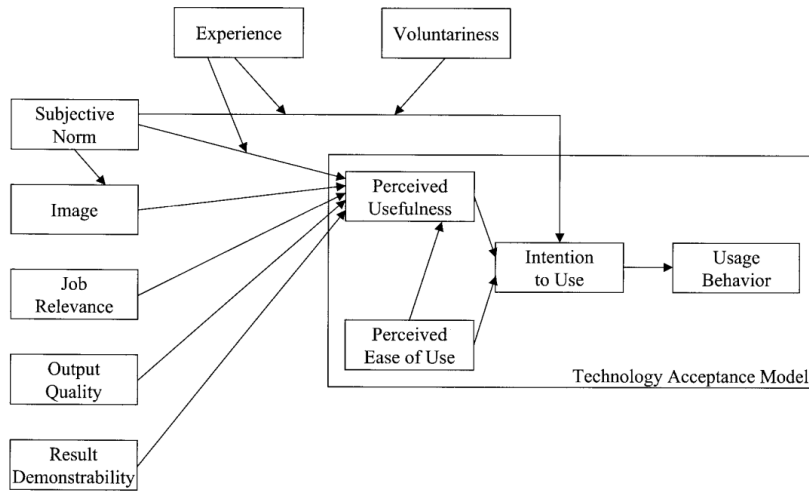 Experience
Voluntariness
Subjective
Norm
Image
Job
Relevance
Output
Quality
Result
Demonstrability
Perceived
Usefulness
Perceived
Ease of Use
Intention
to Use
Usage
Behavior
Technology Acceptance Model